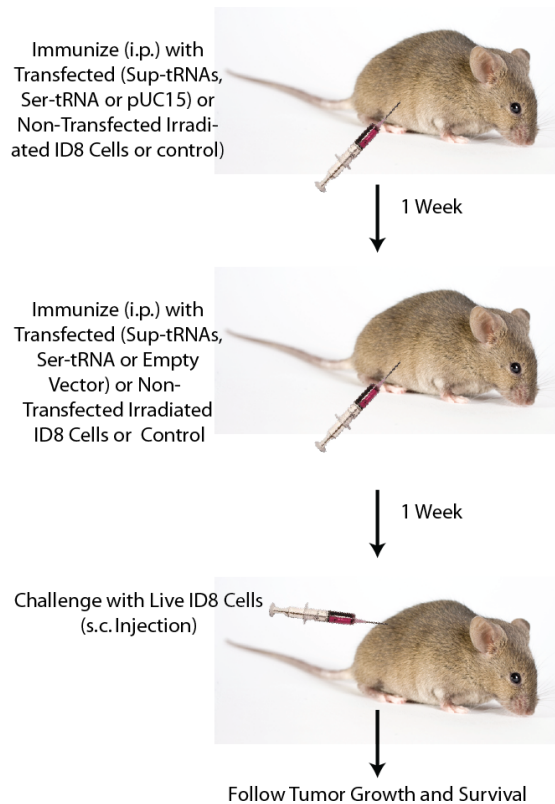 Immunize (i.p.) with
Transfected (Sup-tRNAs,
Ser-tRNA or pUC15) or
Non-Transfected Irradi-
ated ID8 Cells or control)
1 Week
Immunize (i.p.) with
Transfected (Sup-tRNAs,
Ser-tRNA or Empty
Vector) or Non-
Transfected Irradiated
ID8 Cells or Control
1 Week
Challenge with Live ID8 Cells
(s.c. Injection)
Follow Tumor Growth and Survival